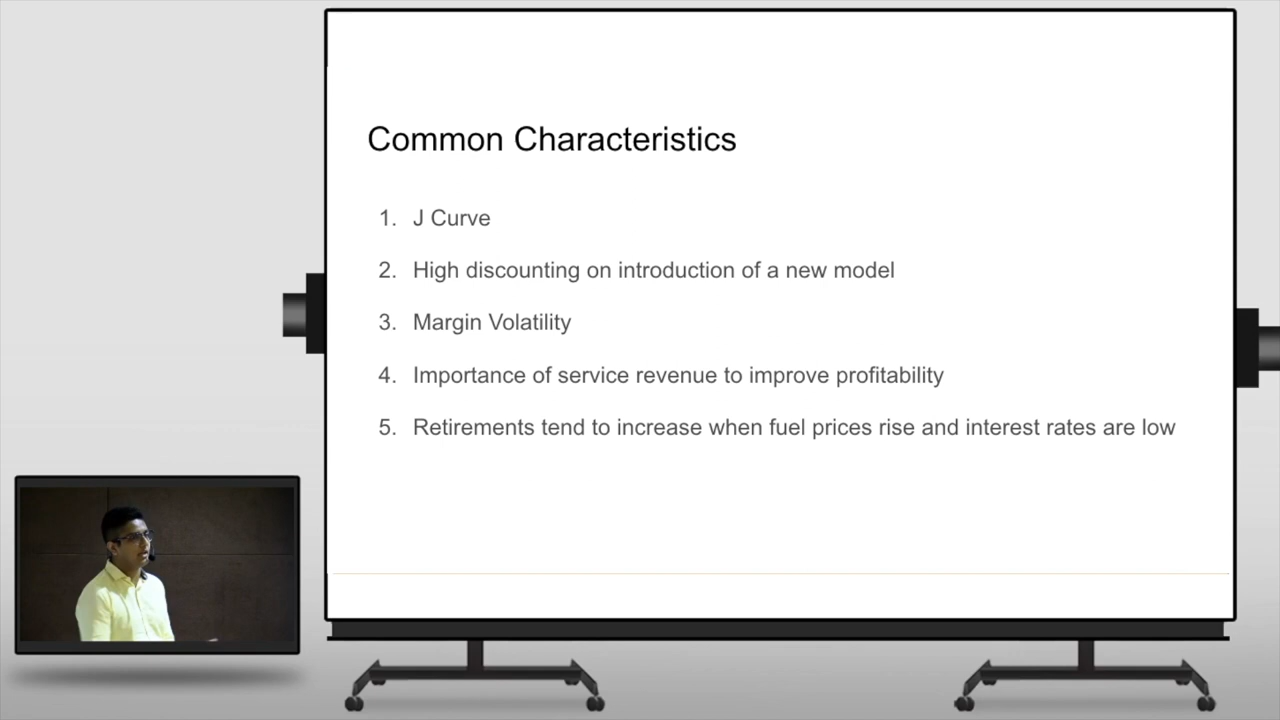 Common Characteristics
1. J Curve
2. High discounting on introduction of a new model
3. Margin Volatility
4. Importance of service revenue to improve profitability
5. Retirements tend to increase when fuel prices rise and interest rates are low